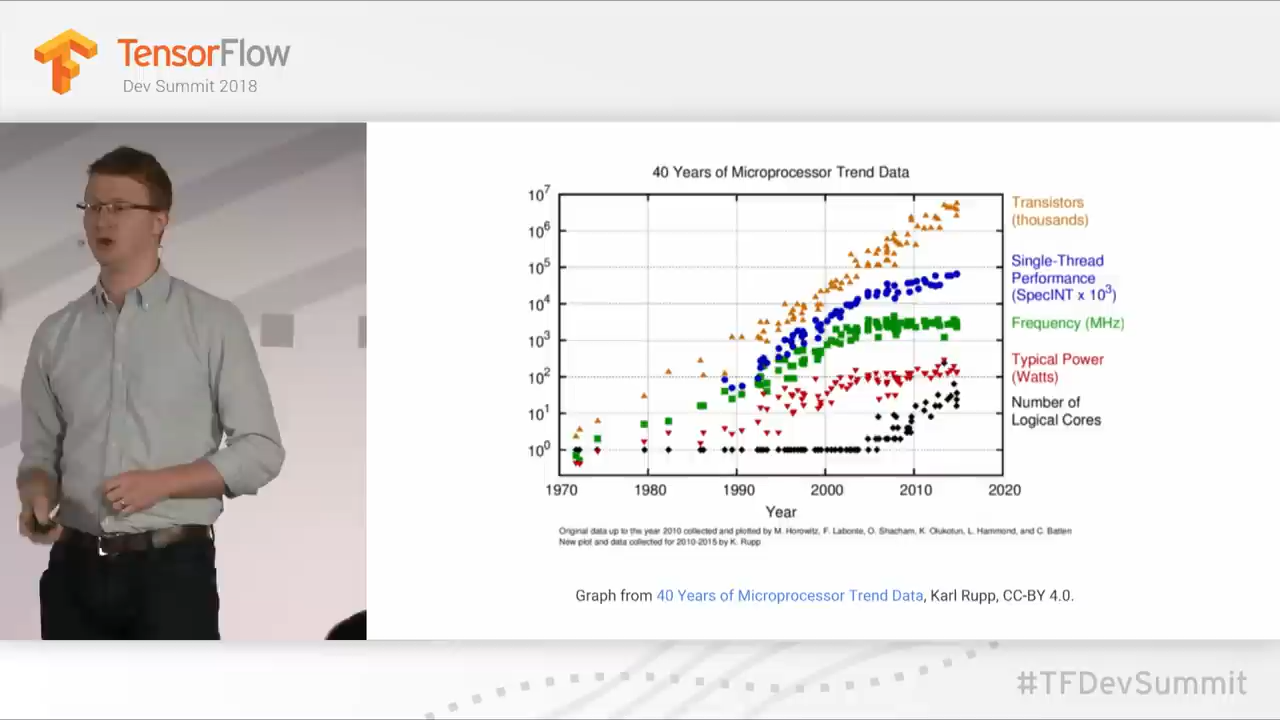 TensorFlow
Dev Summit 2018
40 Years of Microprocessor Trend Data
10^7
10^6
10^5
10^4
10^3
10^2
10^1
10^0
Transistors
(thousands)
Single-Thread
Performance
(SpecINT x 10^3)
Frequency (MHz)
Typical Power
(Watts)
Number of
Logical Cores
1970 1980 1990 2000 2010 2020
Year
Original data up to the year 2010 collected and plotted by M. Horowitz, F. Labonte, O. Shacham, K. Olukotun, L. Hammond, and C. Batten
New plot and data collected for 2010-2015 by K. Rupp
Graph from 40 Years of Microprocessor Trend Data, Karl Rupp, CC-BY 4.0.
#TFDevSummit